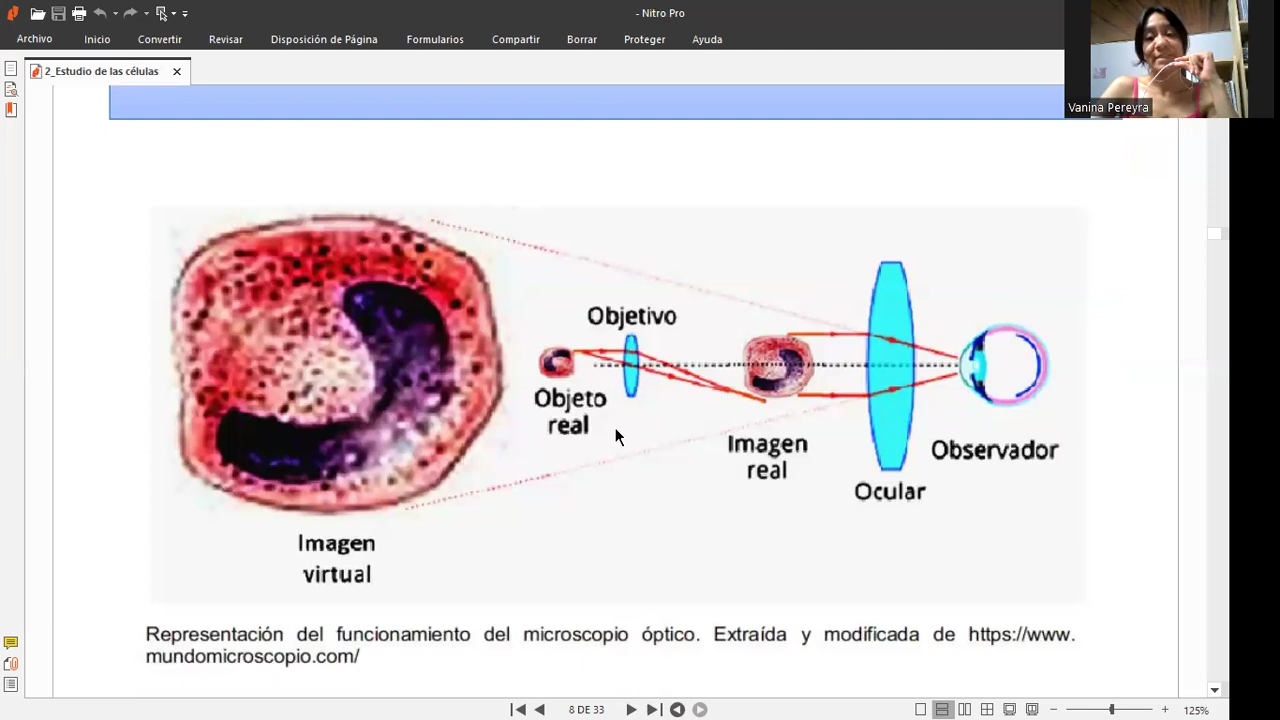 - Nitro Pro
Archivo Inicio Convertir Revisar Disposición de Página Formularios Compartir Borrar Proteger Ayuda
2_Estudio de las células
Vanina Pereyra
Objetivo
Objeto
real
Imagen
real
Ocular
Observador
Imagen
virtual
Representación del funcionamiento del microscopio óptico. Extraída y modificada de https://www.
mundomicroscopio.com/
8 DE 33
125%